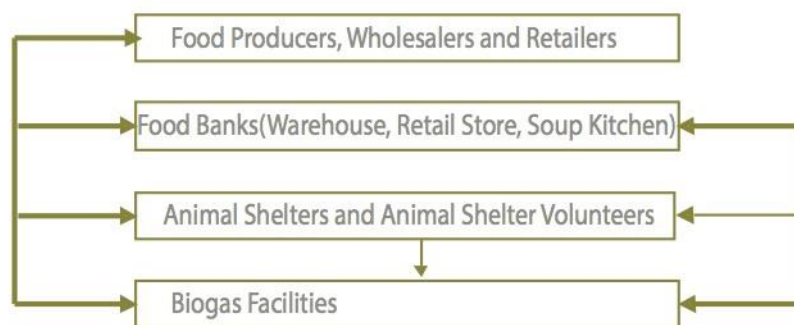 Food Producers, Wholesalers and Retailers
Food Banks(Warehouse, Retail Store, Soup Kitchen)
Animal Shelters and Animal Shelter Volunteers
Biogas Facilities